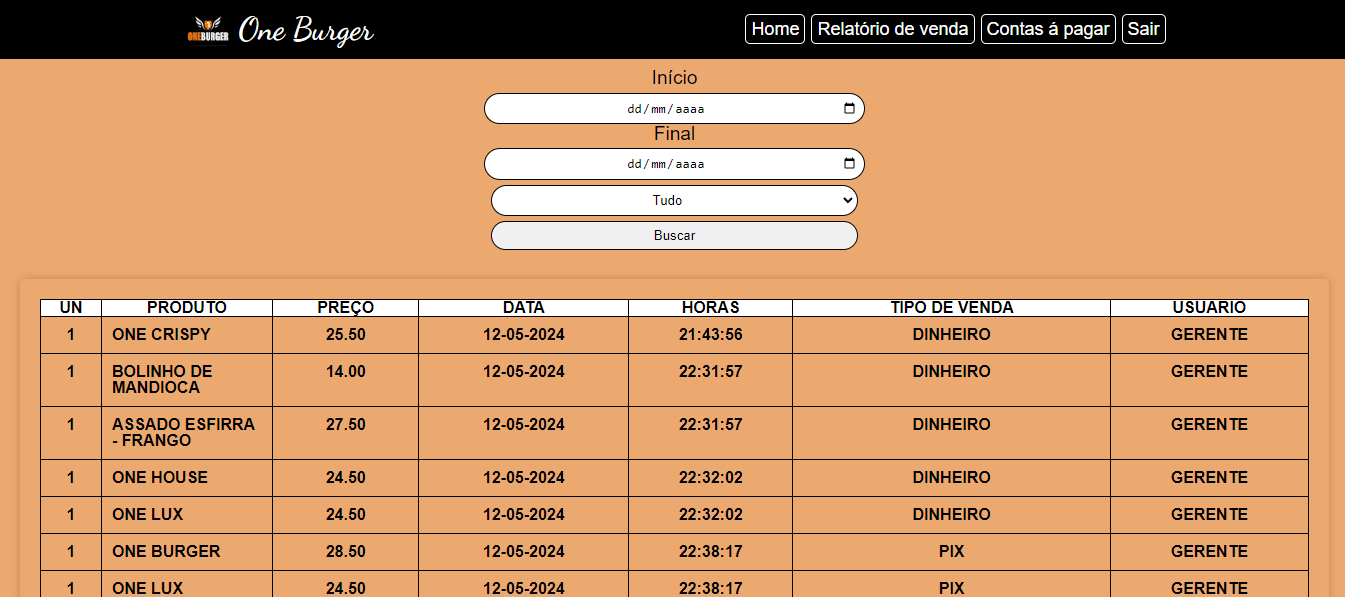 ONEBURGER One Burger Home Relatório de venda Contas á pagar Sair
Início
dd/mm/aaaa
Final
dd/mm/aaaa
Tudo
Buscar
UN PRODUTO PREÇO DATA HORAS TIPO DE VENDA USUARIO
1 ONE CRISPY 25.50 12-05-2024 21:43:56 DINHEIRO GERENTE
1 BOLINHO DE 14.00 12-05-2024 22:31:57 DINHEIRO GERENTE
MANDIOCA
1 ASSADO ESFIRRA 27.50 12-05-2024 22:31:57 DINHEIRO GERENTE
- FRANGO
1 ONE HOUSE 24.50 12-05-2024 22:32:02 DINHEIRO GERENTE
1 ONE LUX 24.50 12-05-2024 22:32:02 DINHEIRO GERENTE
1 ONE BURGER 28.50 12-05-2024 22:38:17 PIX GERENTE
1 ONE LUX 24.50 12-05-2024 22:38:17 PIX GERENTE